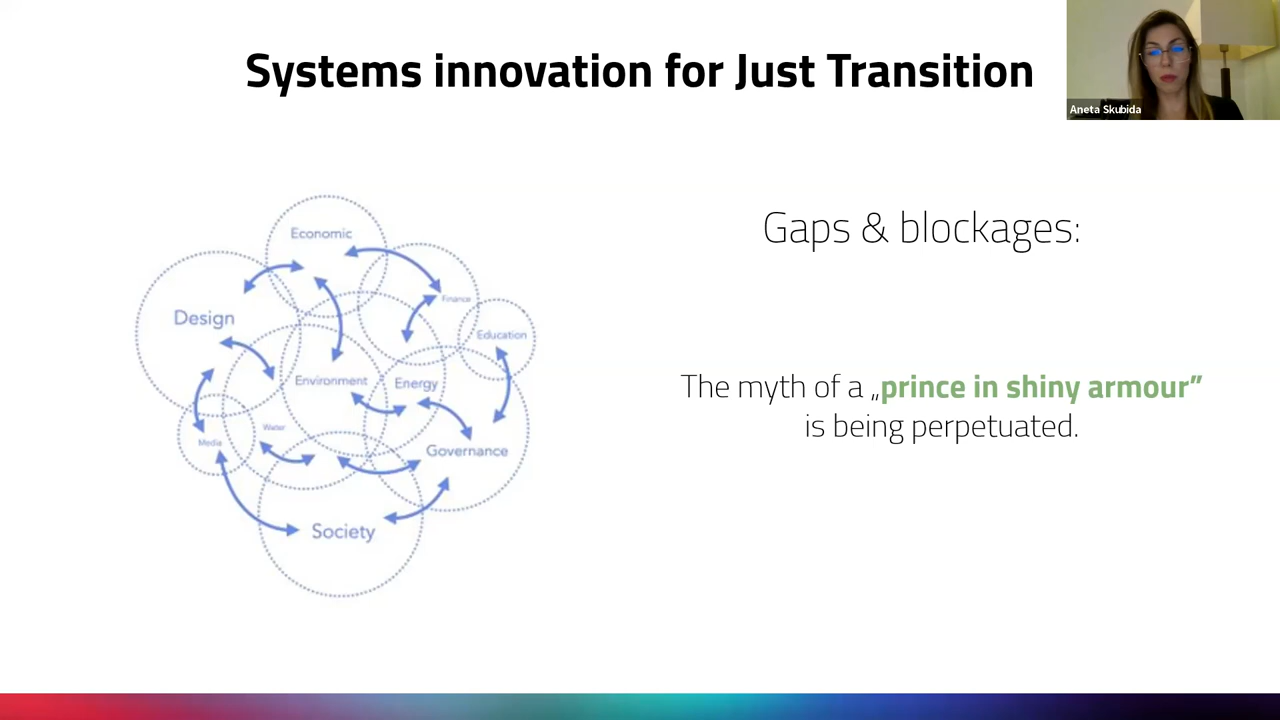 Systems innovation for Just Transition
Aneta Skubida
Economic
Finance
Design
Education
Environment
Energy
Water
Media
Governance
Society
Gaps & blockages:
The myth of a „prince in shiny armour”
is being perpetuated.